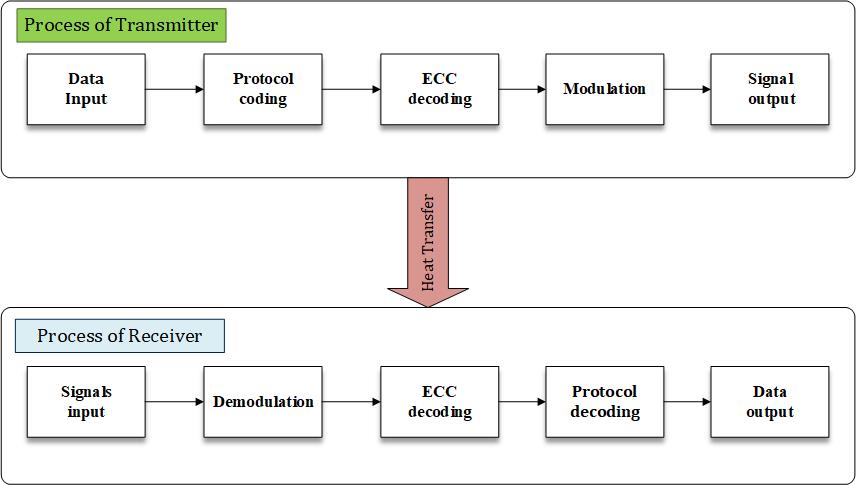 Process of Transmitter
Data
Input
Protocol
coding
ECC
decoding
Modulation
Signal
output
Heat Transfer
Process of Receiver
Signals
input
Demodulation
ECC
decoding
Protocol
decoding
Data
output